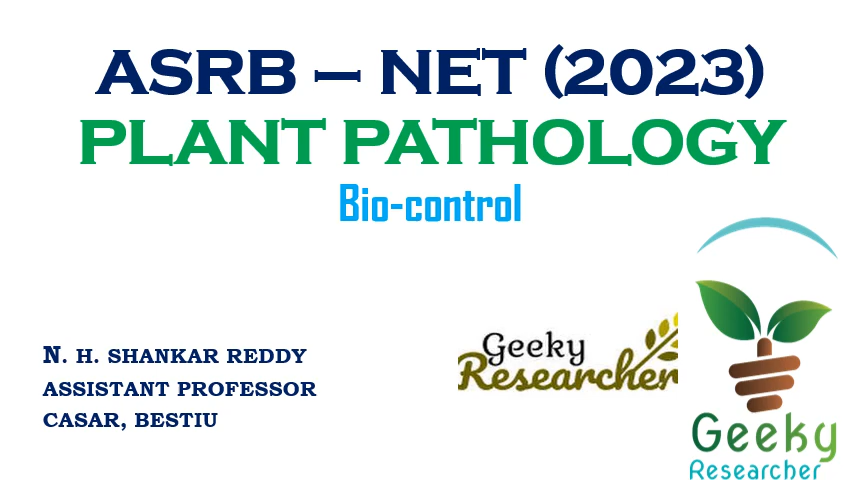 ASRB – NET (2023)
PLANT PATHOLOGY
Bio-control
N. H. SHANKAR REDDY
ASSISTANT PROFESSOR
CASAR, BESTIU
Geeky
Researcher
Geeky
Researcher